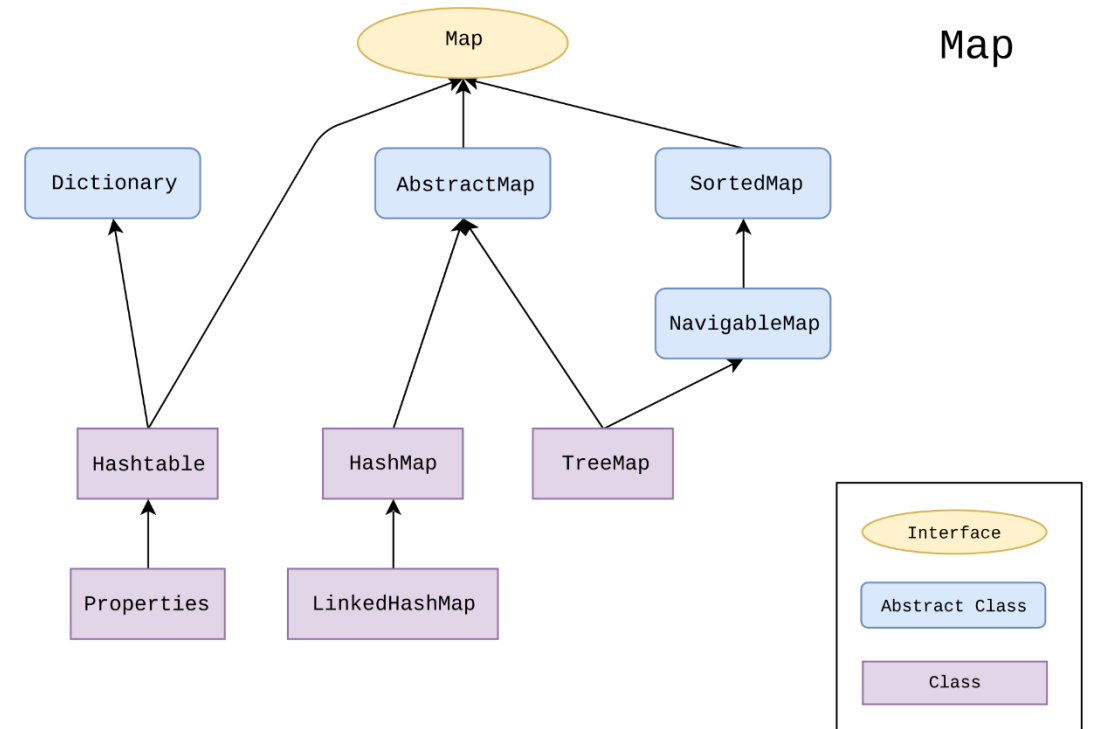 Map
Map
Dictionary
AbstractMap
SortedMap
NavigableMap
Hashtable
HashMap
TreeMap
Properties
LinkedHashMap
Interface
Abstract Class
Class